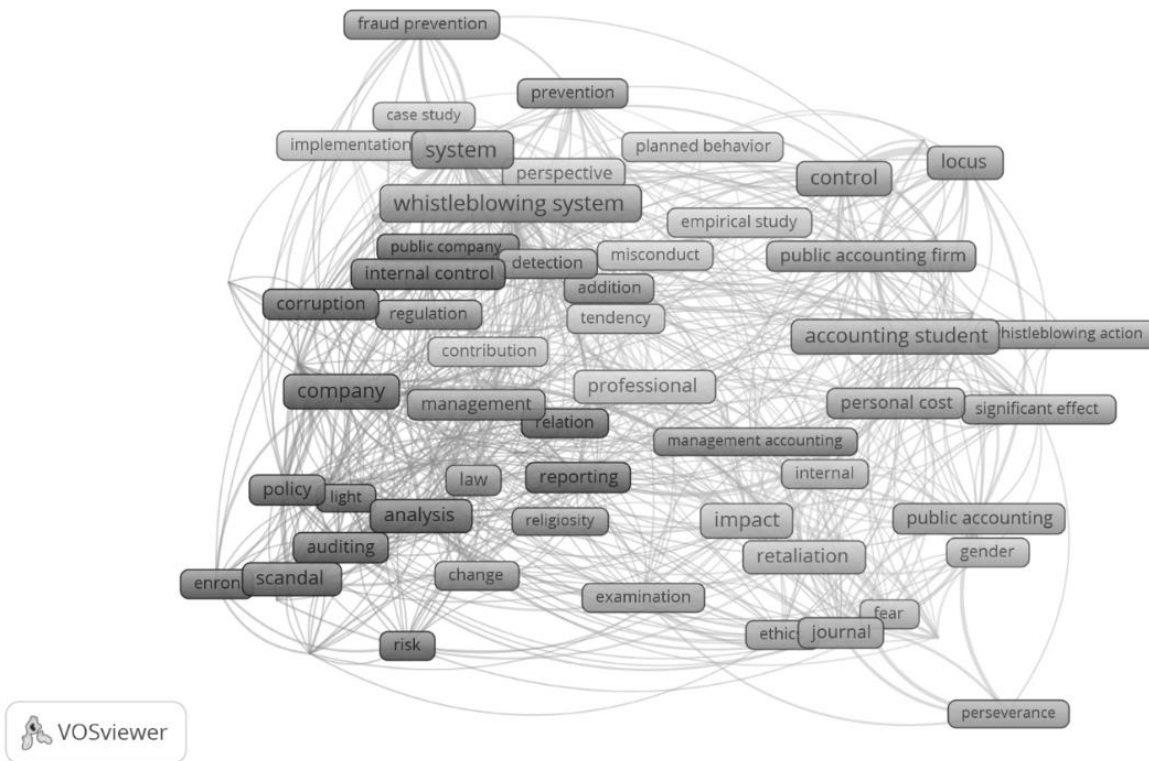 fraud prevention
prevention
case study
implementation
system
planned behavior
perspective
control
locus
whistleblowing system
empirical study
public company
detection
misconduct
public accounting firm
internal control
addition
corruption
regulation
tendency
accounting student
histleblowing action
contribution
company
management
professional
personal cost
significant effect
relation
management accounting
law
reporting
internal
policy
light
analysis
religiosity
impact
public accounting
auditing
retaliation
gender
enron
scandal
change
examination
fear
ethics
journal
risk
perseverance
VOSviewer